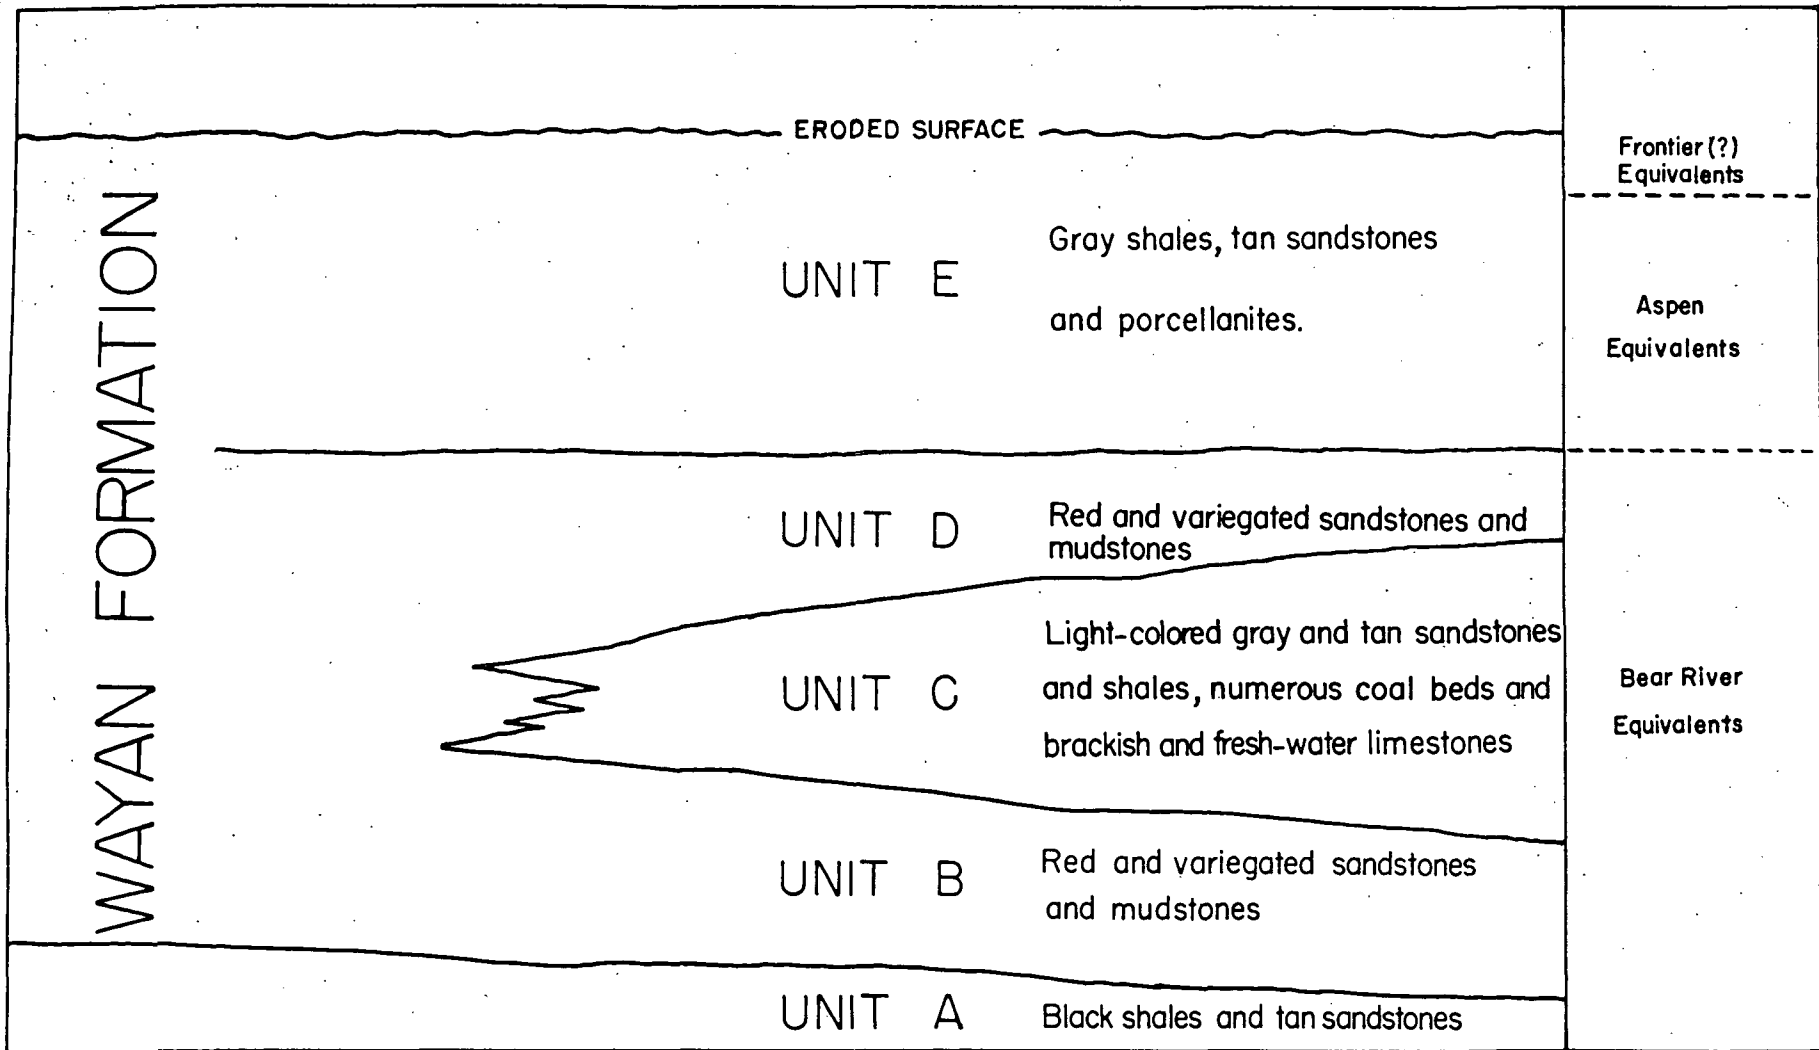 ERODED SURFACE
Frontier (?)
Equivalents
WAYAN FORMATION
UNIT E
Gray shales, tan sandstones
and porcellanites.
Aspen
Equivalents
UNIT D
Red and variegated sandstones and
mudstones
UNIT C
Light-colored gray and tan sandstones
and shales, numerous coal beds and
brackish and fresh-water limestones
Bear River
Equivalents
UNIT B
Red and variegated sandstones
and mudstones
UNIT A
Black shales and tan sandstones